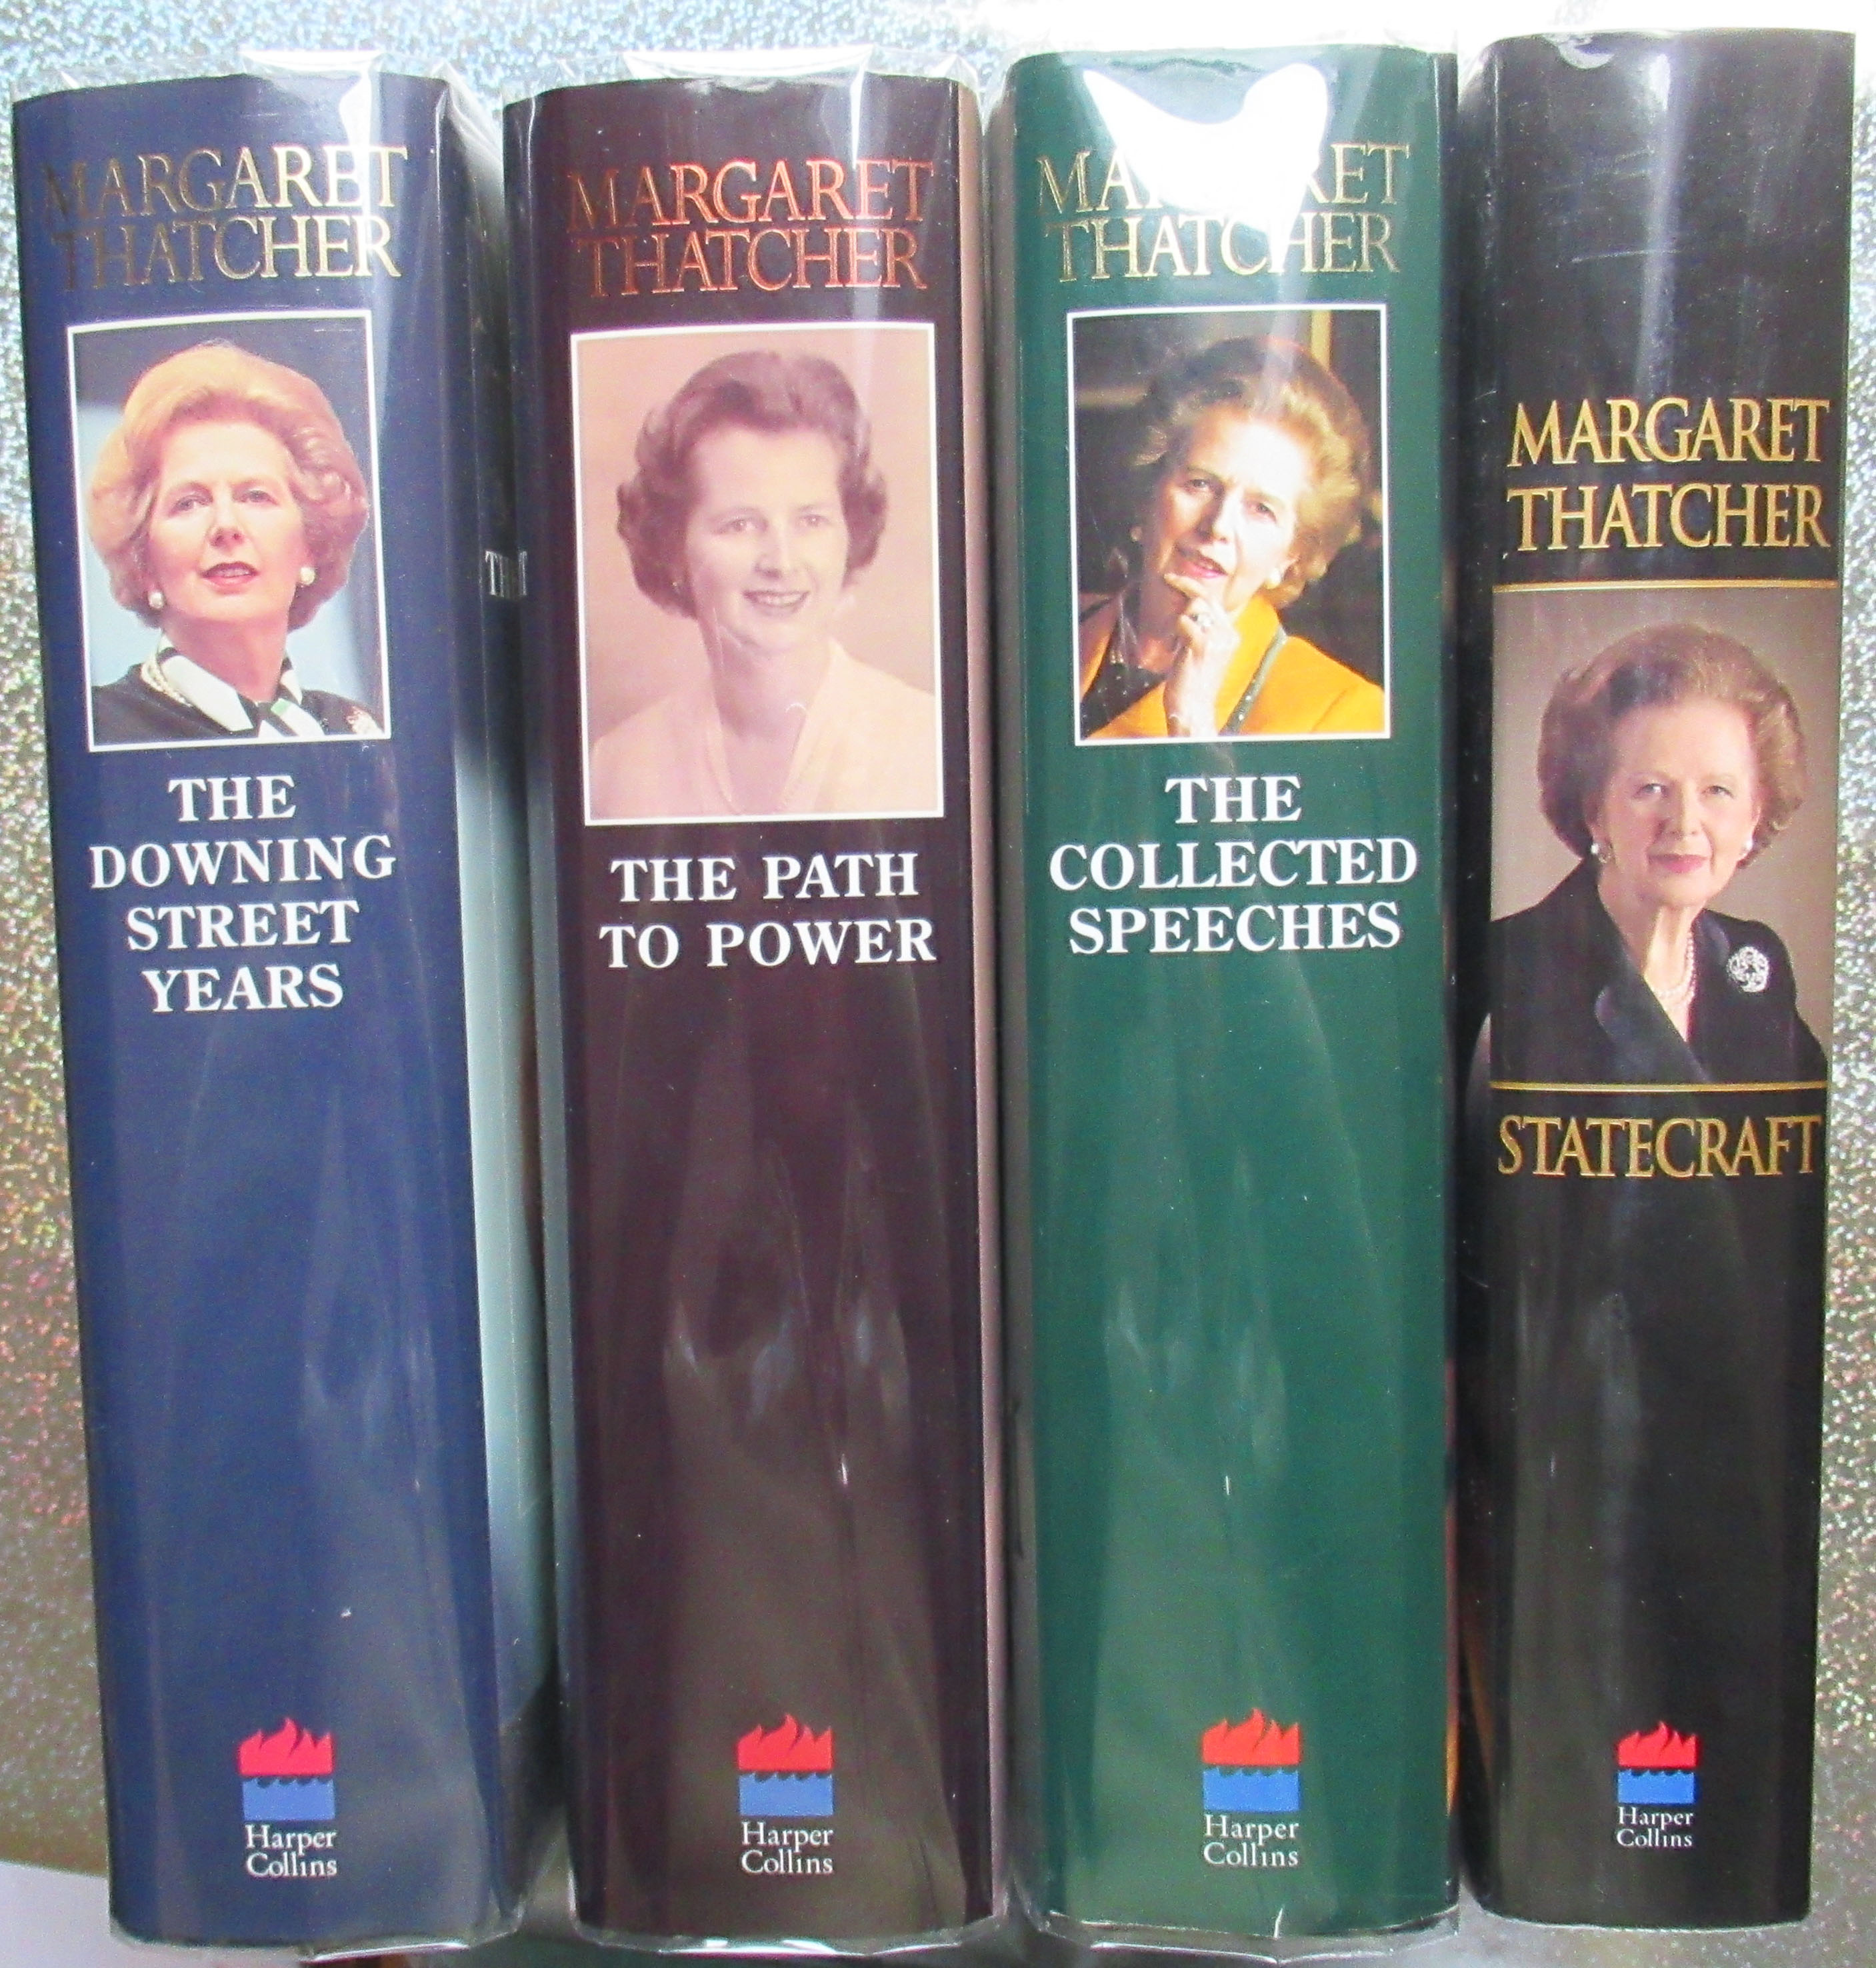 MARGARET
THATCHER
THE
DOWNING
STREET
YEARS
Harper
Collins
MARGARET
THATCHER
THE PATH
TO POWER
Harper
Collins
MARGARET
THATCHER
THE
COLLECTED
SPEECHES
Harper
Collins
MARGARET
THATCHER
STATECRAFT
Harper
Collins